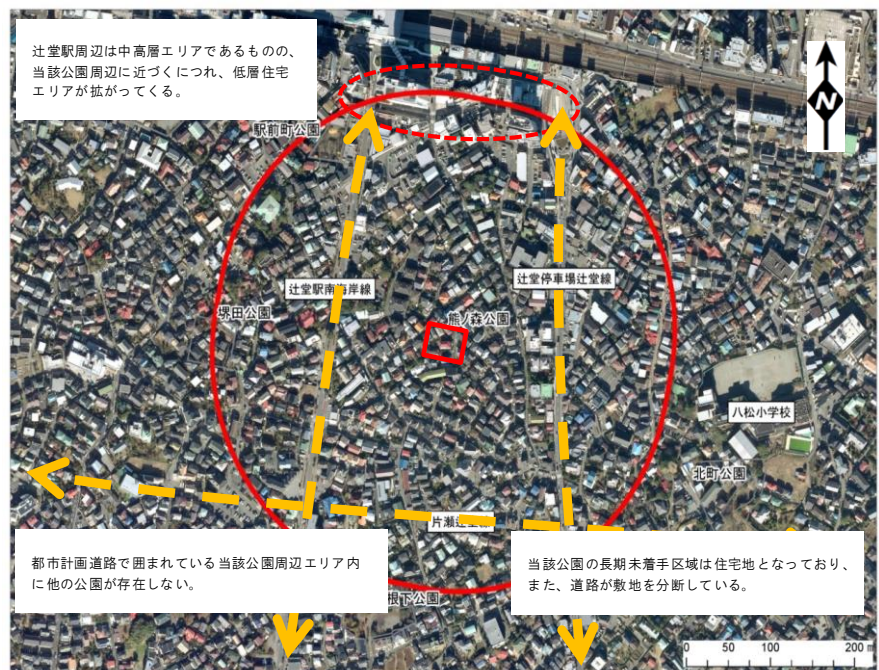 辻堂駅周辺は中高層エリアであるものの、
当該公園周辺に近づくにつれ、低層住宅
エリアが拡がってくる。
N
駅前町公園
辻堂駅南海岸線
辻堂停車場辻堂線
堺田公園
熊ノ森公園
八松小学校
北町公園
片瀬辻堂線
都市計画道路で囲まれている当該公園周辺エリア内
に他の公園が存在しない。
当該公園の長期未着手区域は住宅地となっており、
また、道路が敷地を分断している。
根下公園
0 50 100 200 m